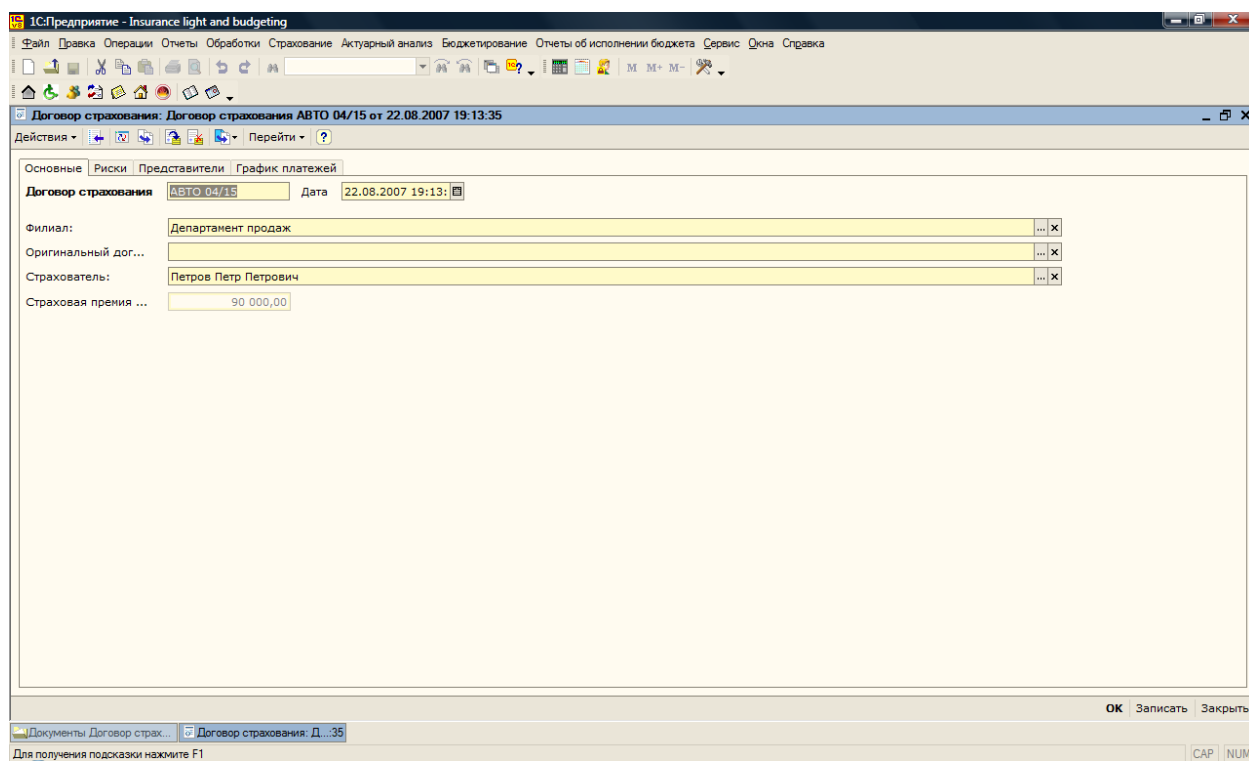 1С:Предприятие - Insurance light and budgeting
Файл Правка Операции Отчеты Обработки Страхование Актуарный анализ Бюджетирование Отчеты об исполнении бюджета Сервис Окна Справка
M M+ M-
Договор страхования: Договор страхования АВТО 04/15 от 22.08.2007 19:13:35
Действия Перейти ?
Основные Риски Представители График платежей
Договор страхования АВТО 04/15 Дата 22.08.2007 19:13:
Филиал: Департамент продаж ... x
Оригинальный дог... ... x
Страхователь: Петров Петр Петрович ... x
Страховая премия ... 90 000,00
OK Записать Закрыть
Документы Договор страх... Договор страхования: Д...:35
Для получения подсказки нажмите F1 CAP NUM